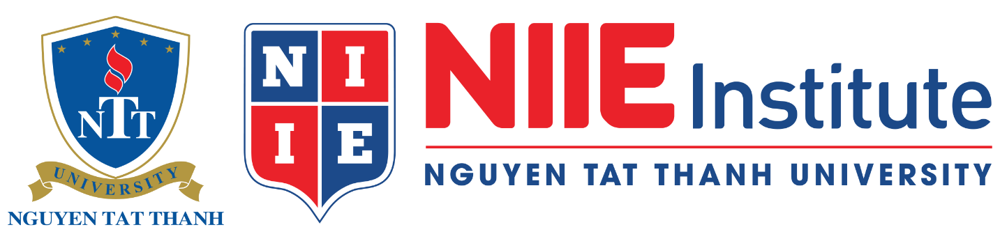 NTT
UNIVERSITY
NGUYEN TAT THANH
N I
I E
NIIE Institute
NGUYEN TAT THANH UNIVERSITY